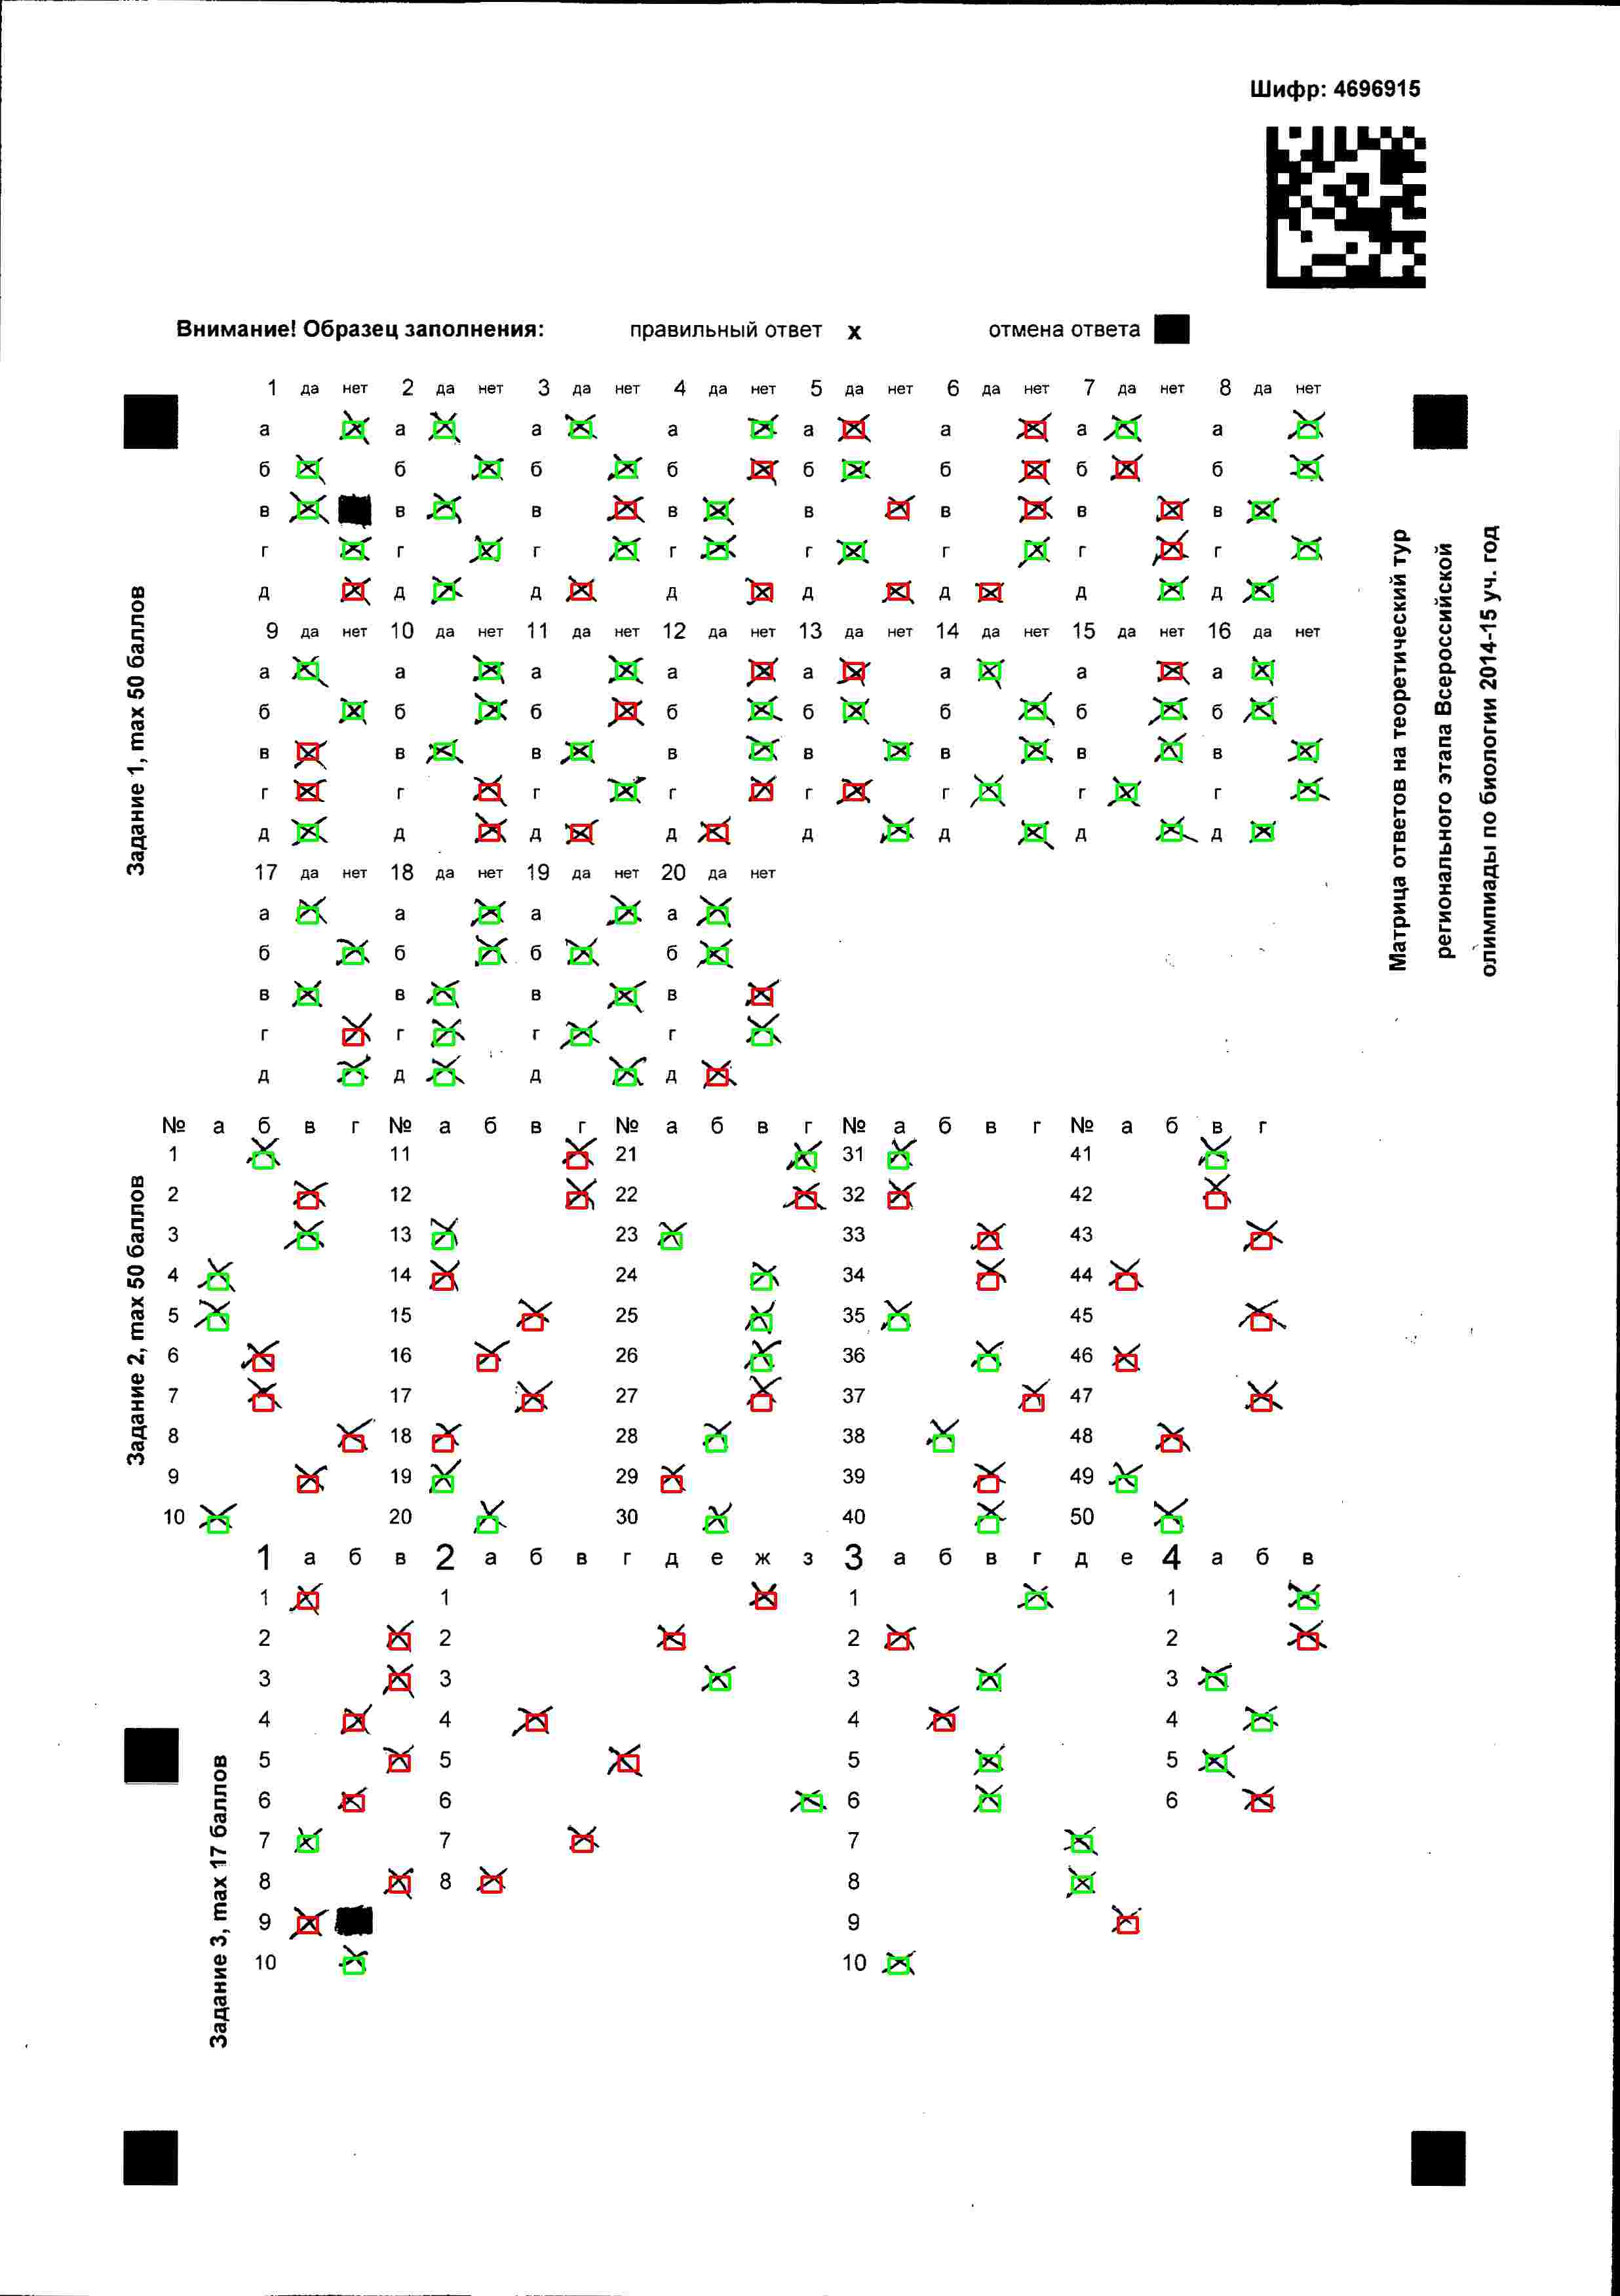 Шифр: 4696915
Внимание! Образец заполнения: правильный ответ x отмена ответа
1 да нет 2 да нет 3 да нет 4 да нет 5 да нет 6 да нет 7 да нет 8 да нет
а а а а а а а а
б б б б б б б б
в в в в в в в в
г г г г г г г г
д д д д д д д д
9 да нет 10 да нет 11 да нет 12 да нет 13 да нет 14 да нет 15 да нет 16 да нет
а а а а а а а а
б б б б б б б б
в в в в в в в в
г г г г г г г г
д д д д д д д д
17 да нет 18 да нет 19 да нет 20 да нет
а а а а
б б б б
в в в в
г г г г
д д д д
Задание 1, max 50 баллов
Матрица ответов на теоретический тур
регионального этапа Всероссийской
олимпиады по биологии 2014-15 уч. год
№ а б в г № а б в г № а б в г № а б в г № а б в г
1 11 21 31 41
2 12 22 32 42
3 13 23 33 43
4 14 24 34 44
5 15 25 35 45
6 16 26 36 46
7 17 27 37 47
8 18 28 38 48
9 19 29 39 49
10 20 30 40 50
Задание 2, max 50 баллов
1 а б в 2 а б в г д е ж з 3 а б в г д е 4 а б в
1 1 1 1
2 2 2 2
3 3 3 3
4 4 4 4
5 5 5 5
6 6 6 6
7 7 7
8 8 8
9 9
10 10
Задание 3, max 17 баллов